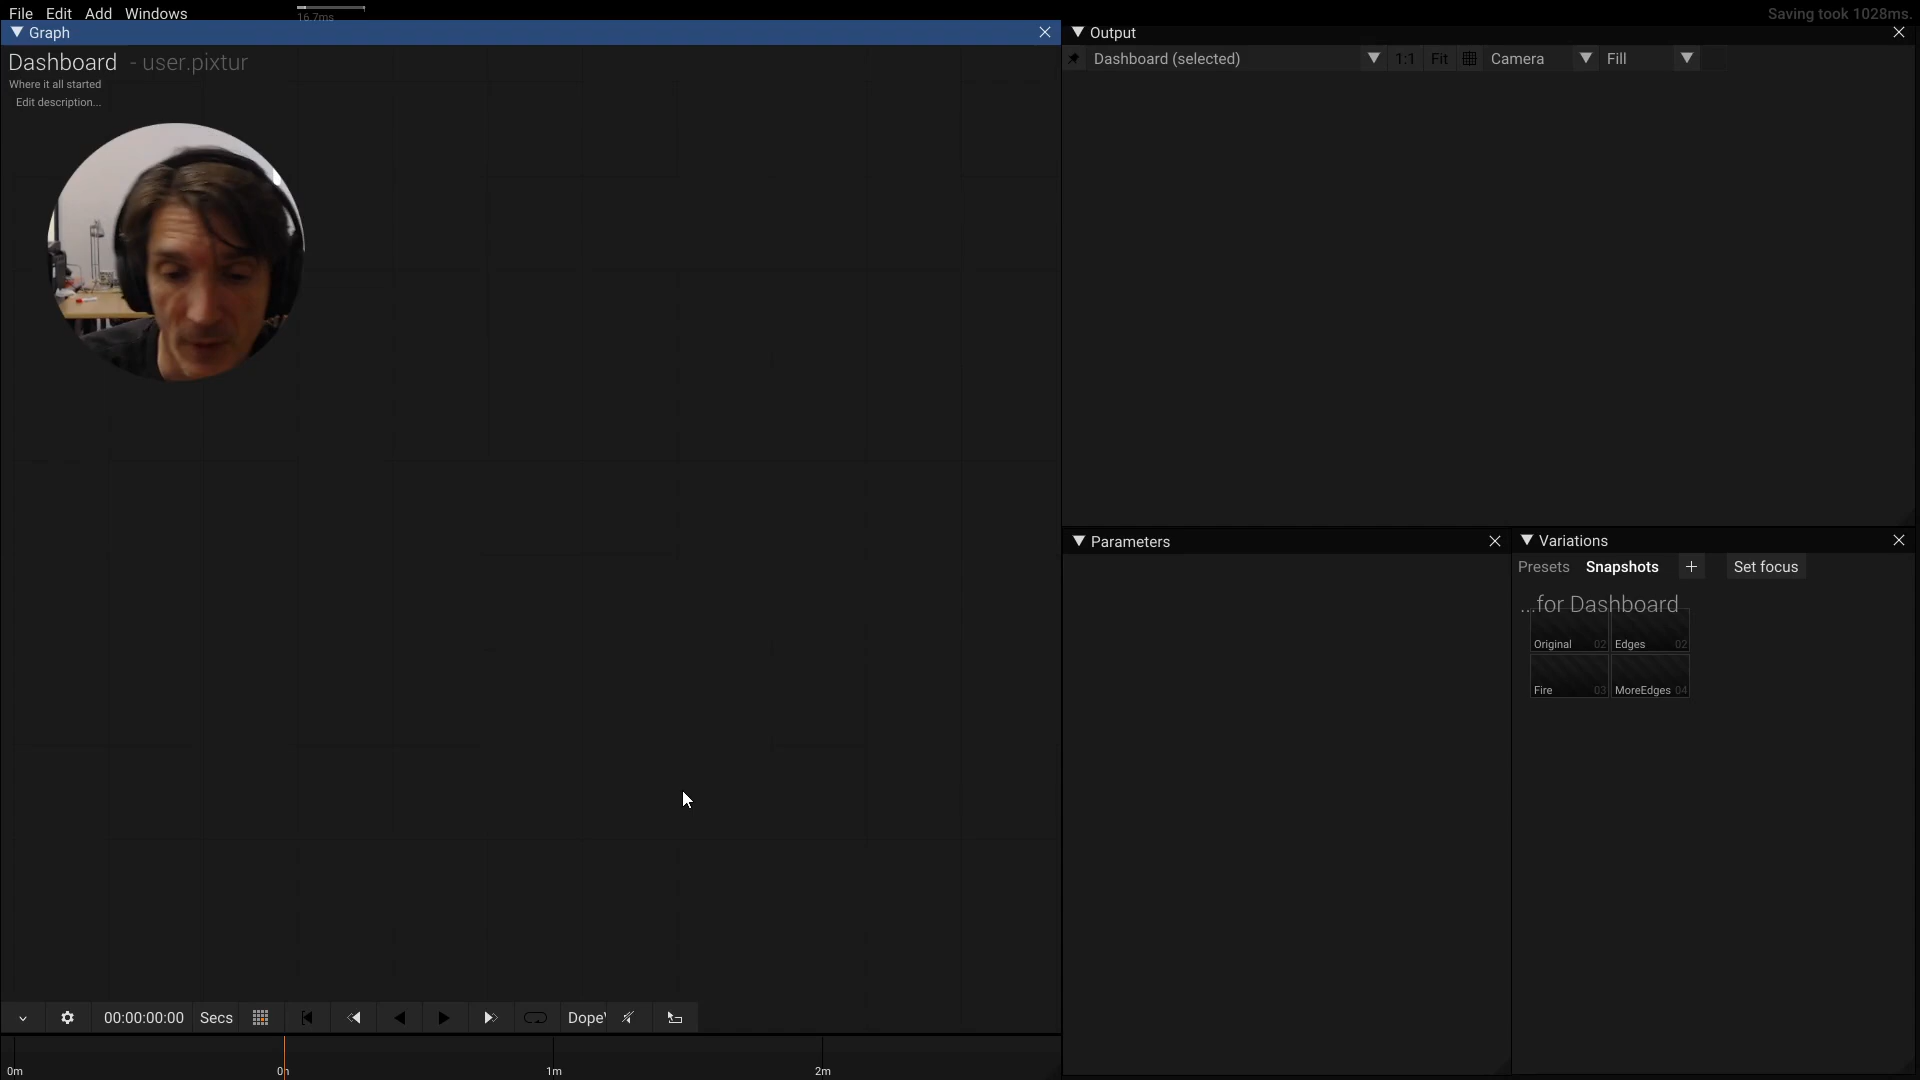 File Edit Add Windows
16.7ms
Saving took 1028ms.
Graph
Dashboard - user.pixtur
Where it all started
Edit description...
Output
Dashboard (selected) 1:1 Fit Camera Fill
Parameters
Variations
Presets Snapshots + Set focus
...for Dashboard
Original 02 Edges 02
Fire 03 MoreEdges 04
00:00:00:00 Secs Dope
0m 0 1m 2m